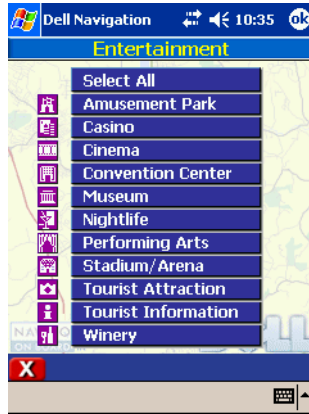 Dell Navigation 10:35 ok
Entertainment
Select All
Amusement Park
Casino
Cinema
Convention Center
Museum
Nightlife
Performing Arts
Stadium/Arena
Tourist Attraction
Tourist Information
Winery
X